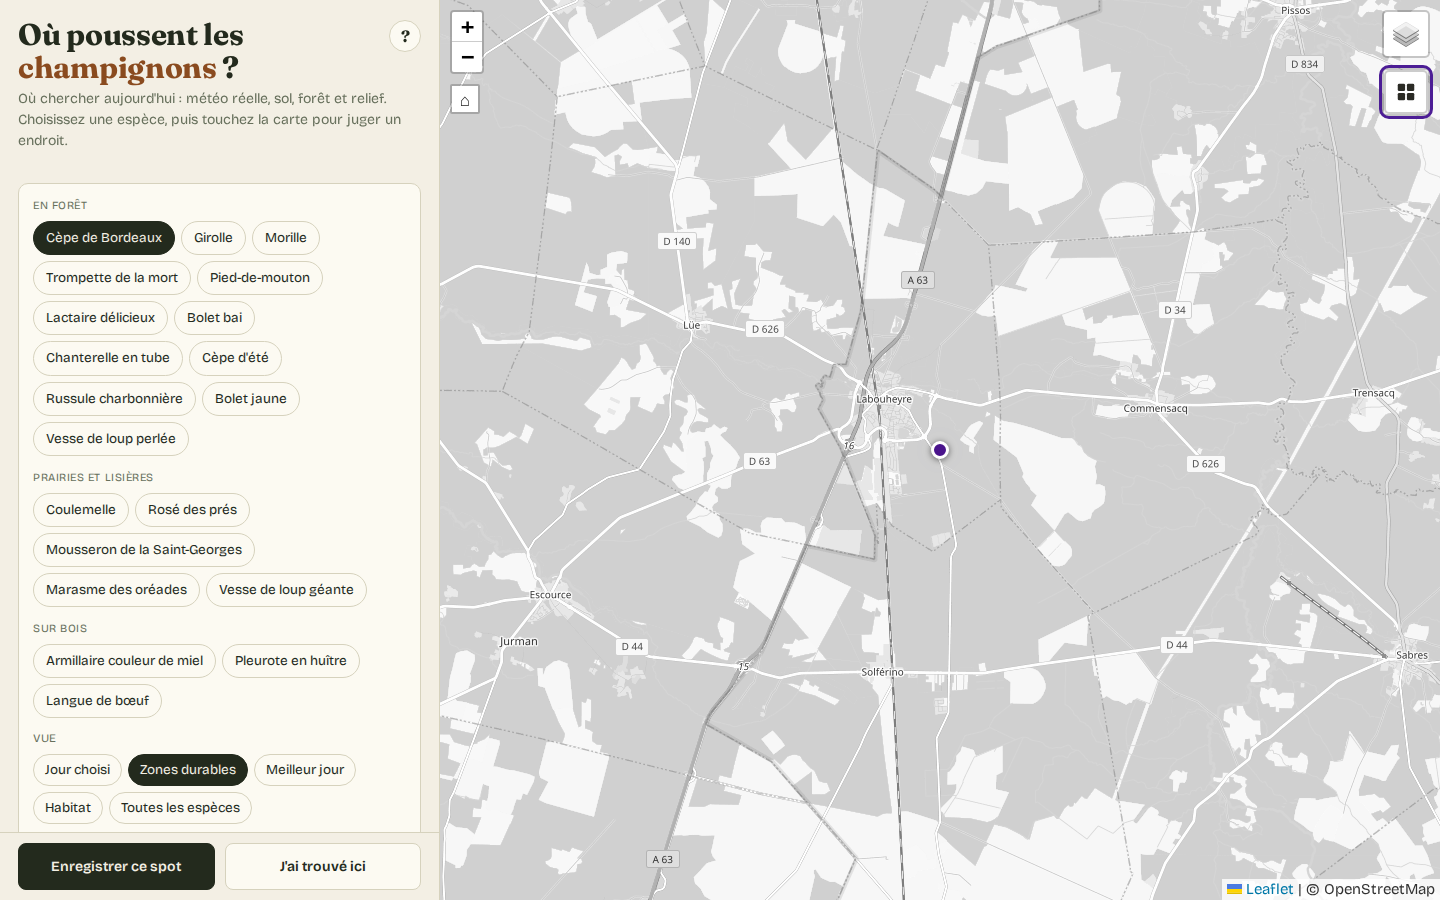 Où poussent les
champignons ?
?
Où chercher aujourd'hui : météo réelle, sol, forêt et relief.
Choisissez une espèce, puis touchez la carte pour juger un
endroit.
EN FORÊT
Cèpe de Bordeaux
Girolle
Morille
Trompette de la mort
Pied-de-mouton
Lactaire délicieux
Bolet bai
Chanterelle en tube
Cèpe d'été
Russule charbonnière
Bolet jaune
Vesse de loup perlée
PRAIRIES ET LISIÈRES
Coulemelle
Rosé des prés
Mousseron de la Saint-Georges
Marasme des oréades
Vesse de loup géante
SUR BOIS
Armillaire couleur de miel
Pleurote en huître
Langue de bœuf
VUE
Jour choisi
Zones durables
Meilleur jour
Habitat
Toutes les espèces
Enregistrer ce spot
J'ai trouvé ici
+
−
Pissos
D 834
D 140
A 63
D 34
Lüe
D 626
Labouheyre
Commensacq
Trensacq
16
D 63
D 626
Escource
Jurman
D 44
15
Solférino
D 44
Sabres
A 63
Leaflet | © OpenStreetMap